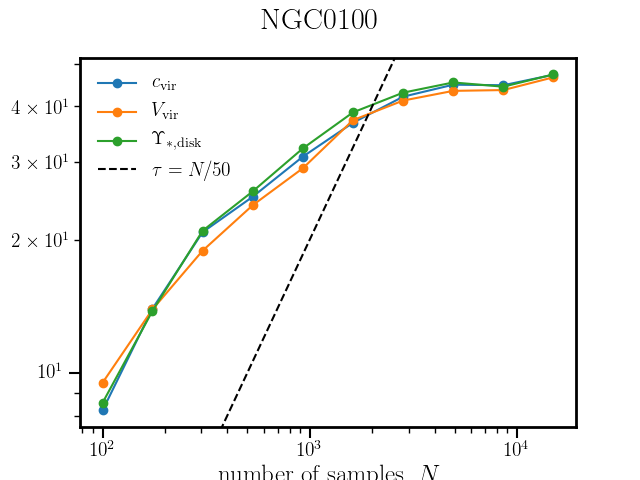 NGC0100
c_vir
V_vir
Υ_{*,disk}
τ = N/50
4 × 10^1
3 × 10^1
2 × 10^1
10^1
10^2 10^3 10^4
number of samples, N